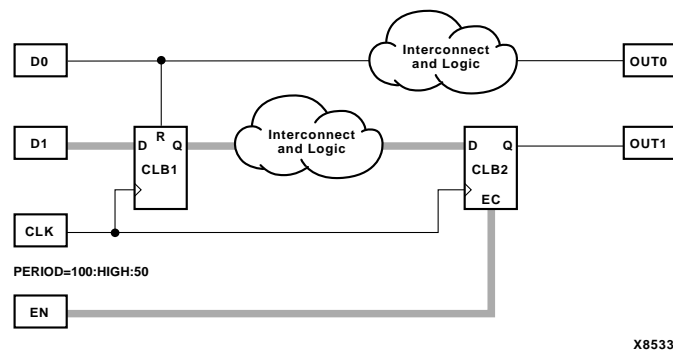 D0
Interconnect
and Logic
OUT0
D1
D R Q
CLB1
Interconnect
and Logic
D Q
CLB2
EC
OUT1
CLK
PERIOD=100:HIGH:50
EN
X8533